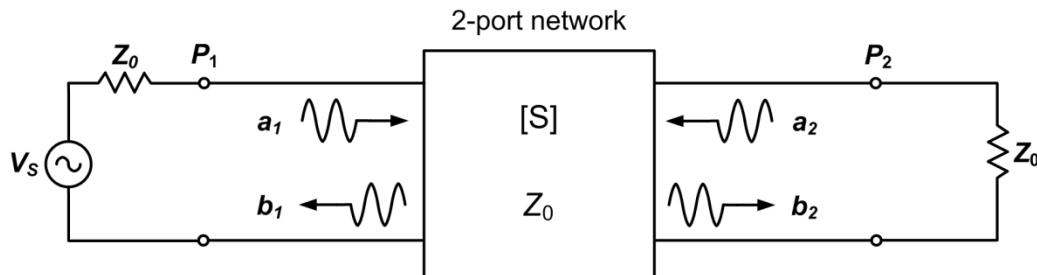 2-port network
Z0 P1 P2
a1 [S] a2
VS Z0
b1 Z0 b2